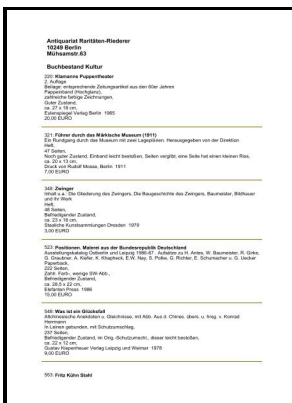 Antiquariat Raritäten-Riederer
10249 Berlin
Mühsamstr.63
Buchbestand Kultur
220: Klamanns Puppentheater
2. Auflage
Beilage: entsprechende Zeitungsartikel aus den 80er Jahren
Pappeinband (Hochglanz),
zahlreiche farbige Zeichnungen,
Guter Zustand,
ca. 27 x 18 cm,
Eulenspiegel Verlag Berlin 1965
20,00 EURO
321: Führer durch das Märkische Museum (1911)
Ein Rundgang durch das Museum mit zwei Lageplänen. Herausgegeben von der Direktion
Heft,
47 Seiten,
Noch guter Zustand, Einband leicht bestoßen, Seiten vergilbt, eine Seite hat einen kleinen Riss,
ca. 20 x 13 cm,
Druck von Rudolf Mosse, Berlin 1911
7,00 EURO
348: Zwinger
Inhalt u.a.: Die Gliederung des Zwingers, Die Baugeschichte des Zwingers, Baumeister, Bildhauer
und ihr Werk
Heft,
48 Seiten,
Befriedigender Zustand,
ca. 23 x 16 cm,
Staatliche Kunstsammlungen Dresden 1979
3,00 EURO
523: Positionen. Malerei aus der Bundesrepublik Deutschland
Ausstellungskatalog Ostberlin und Leipzig 1986-87. Aufsätze zu H. Antes, W. Baumeister, R. Girke,
G. Graubner, A. Kiefer, K. Klapheck, E.W. Nay, S. Polke, G. Richter, E. Schumacher u. G. Uecker
Paperback,
222 Seiten,
Zahlr. Farb-, wenige SW-Abb.,
Befriedigender Zustand,
ca. 28,5 x 22 cm,
Elefanten Press 1986
15,00 EURO
548: Was ist ein Glücksfall
Altchinesische Anekdoten u. Gleichnisse, mit Abb. Aus d. Chines. übers. u. hrsg. v. Konrad
Herrmann
In Leinen gebunden, mit Schutzumschlag,
237 Seiten,
Befriedigender Zustand, im Orig.-Schutzumschl., dieser leicht bestoßen,
ca. 22 x 12 cm,
Gustav Kiepenheuer Verlag Leipzig und Weimar 1978
9,00 EURO
553: Fritz Kühn Stahl